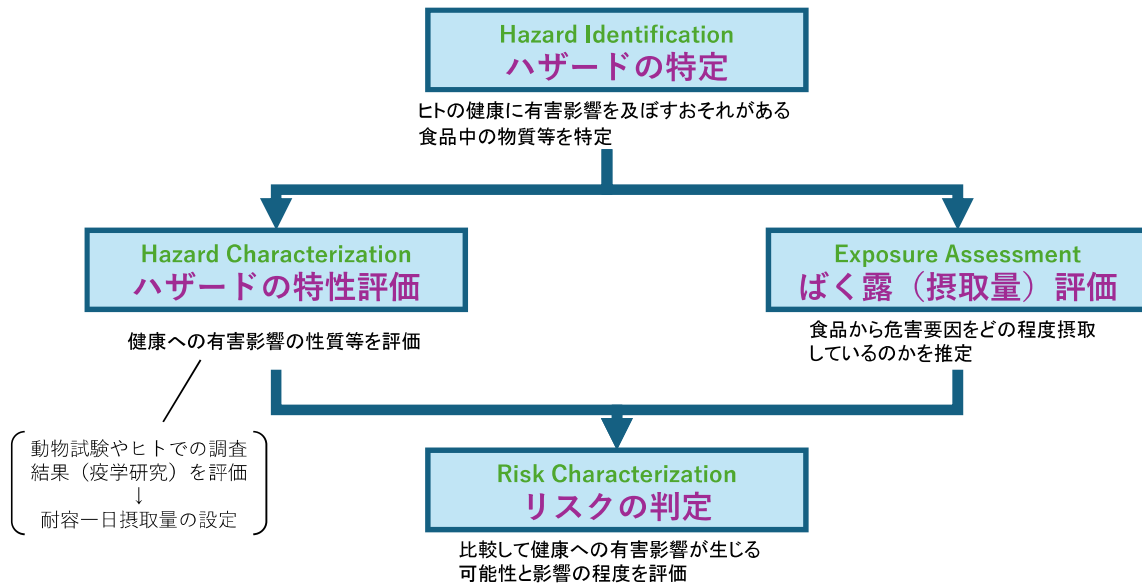 Hazard Identification
ハザードの特定
ヒトの健康に有害影響を及ぼすおそれがある
食品中の物質等を特定
Hazard Characterization
ハザードの特性評価
健康への有害影響の性質等を評価
動物試験やヒトでの調査
結果（疫学研究）を評価
↓
耐容一日摂取量の設定
Exposure Assessment
ばく露（摂取量）評価
食品から危害要因をどの程度摂取
しているのかを推定
Risk Characterization
リスクの判定
比較して健康への有害影響が生じる
可能性と影響の程度を評価